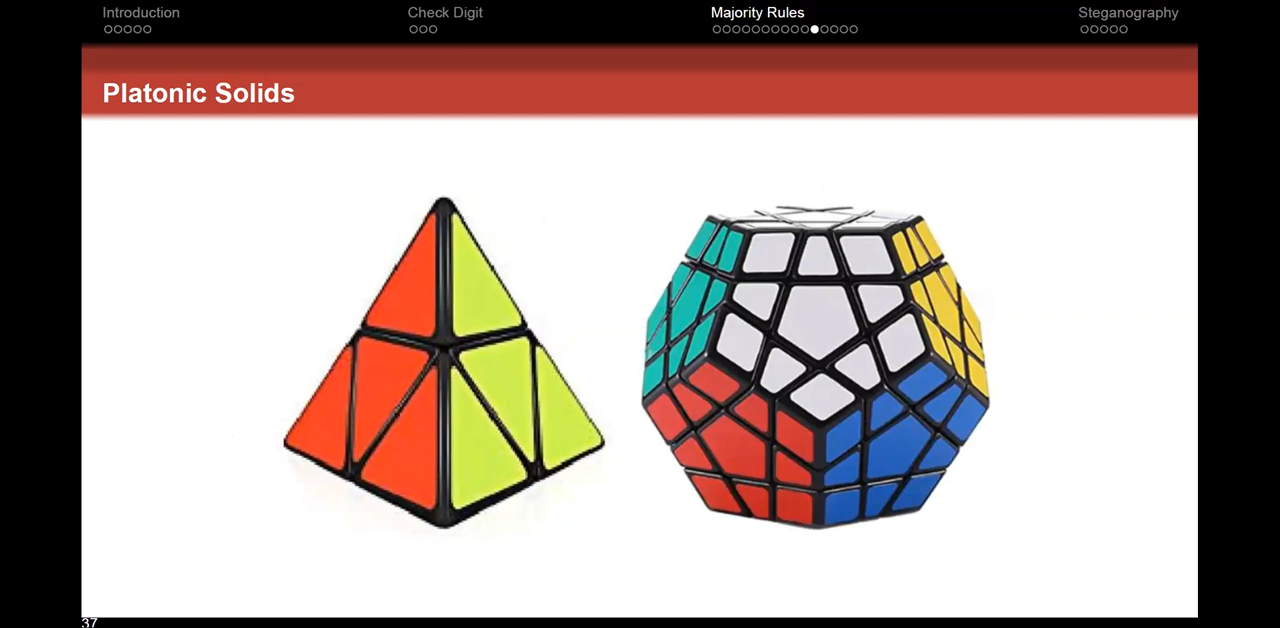 Introduction
Check Digit
Majority Rules
Steganography
Platonic Solids
37